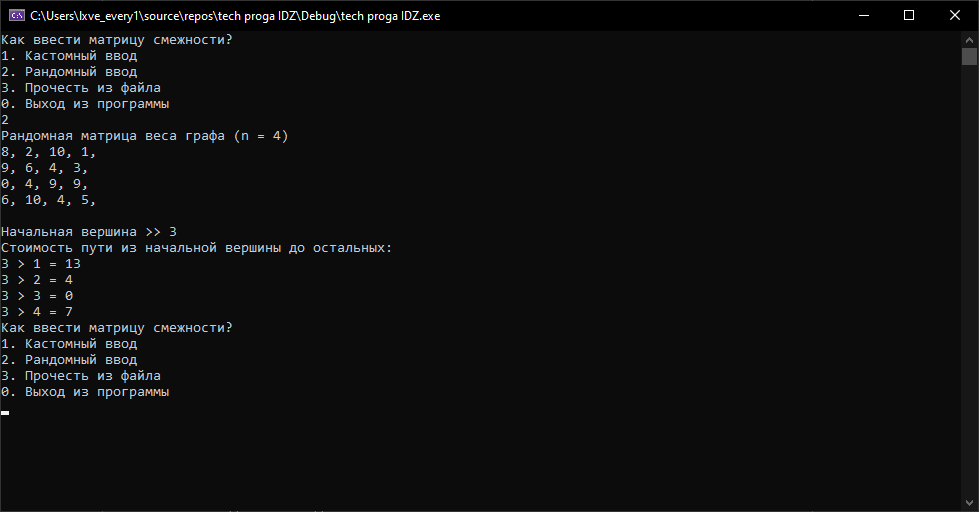 C:\Users\lxve_every1\source\repos\tech proga IDZ\Debug\tech proga IDZ.exe
Как ввести матрицу смежности?
1. Кастомный ввод
2. Рандомный ввод
3. Прочесть из файла
0. Выход из программы
2
Рандомная матрица веса графа (n = 4)
8, 2, 10, 1,
9, 6, 4, 3,
0, 4, 9, 9,
6, 10, 4, 5,
Начальная вершина >> 3
Стоимость пути из начальной вершины до остальных:
3 > 1 = 13
3 > 2 = 4
3 > 3 = 0
3 > 4 = 7
Как ввести матрицу смежности?
1. Кастомный ввод
2. Рандомный ввод
3. Прочесть из файла
0. Выход из программы